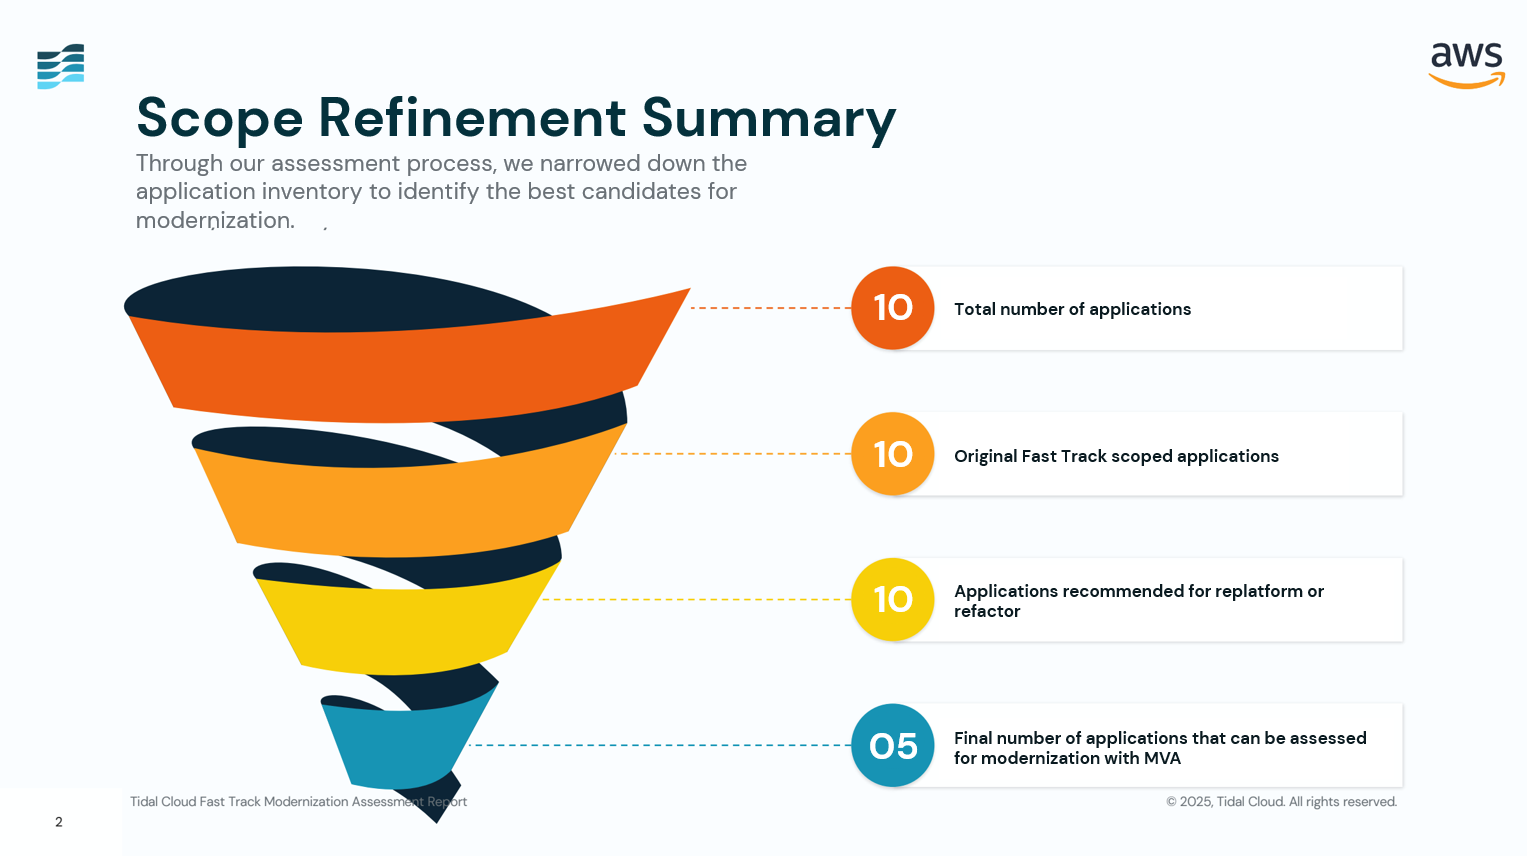 aws
Scope Refinement Summary
Through our assessment process, we narrowed down the
application inventory to identify the best candidates for
modernization.
10
Total number of applications
10
Original Fast Track scoped applications
10
Applications recommended for replatform or
refactor
05
Final number of applications that can be assessed
for modernization with MVA
Tidal Cloud Fast Track Modernization Assessment Report
© 2025, Tidal Cloud. All rights reserved.
2